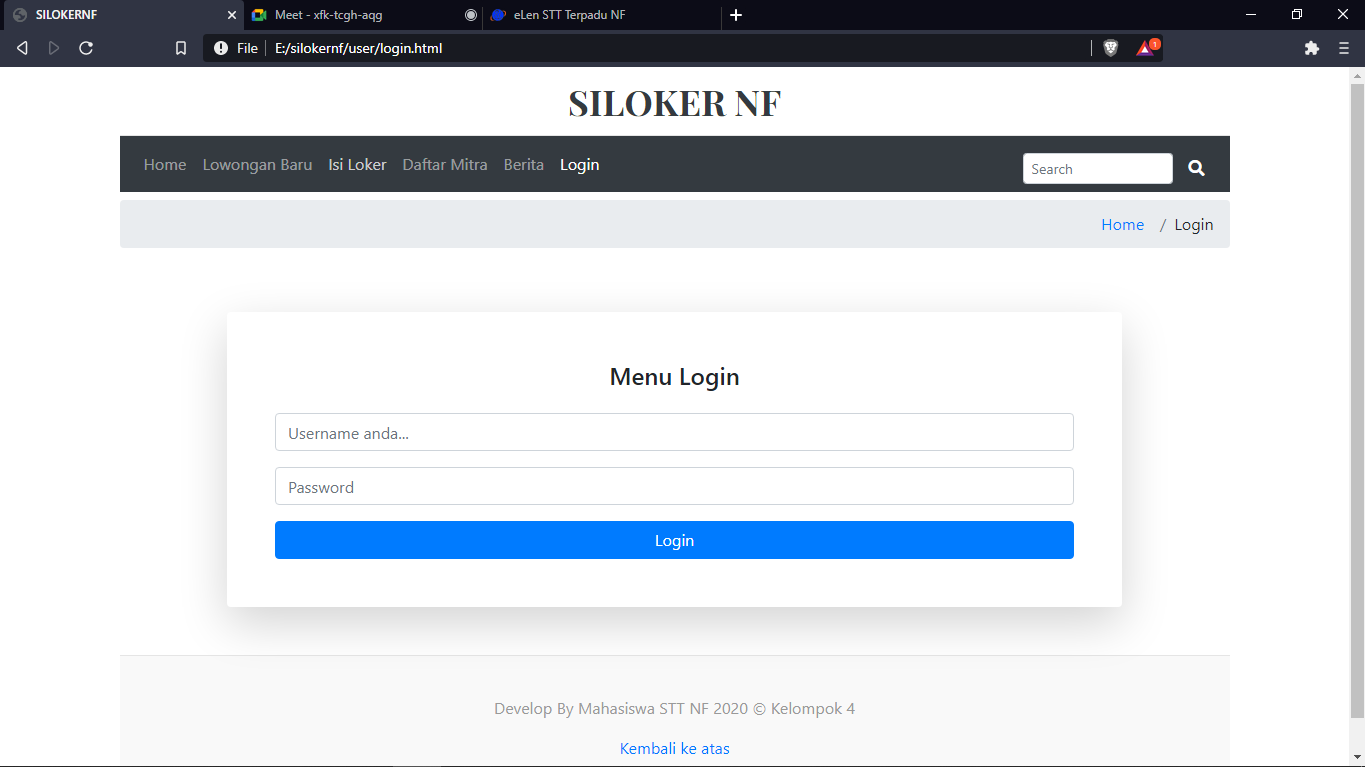 SILOKERNF
Meet - xfk-tcgh-aqg
eLen STT Terpadu NF
File
E:/silokernf/user/login.html
1
SILOKER NF
Home Lowongan Baru Isi Loker Daftar Mitra Berita Login
Search
Home / Login
Menu Login
Username anda...
Password
Login
Develop By Mahasiswa STT NF 2020 © Kelompok 4
Kembali ke atas